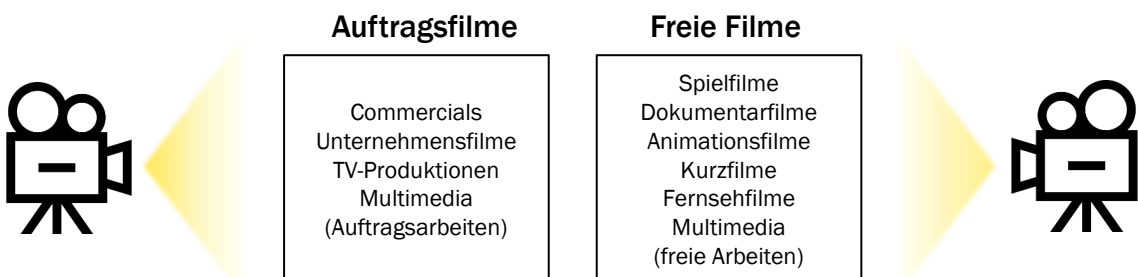 Auftragsfilme
Commercials
Unternehmensfilme
TV-Produktionen
Multimedia
(Auftragsarbeiten)
Freie Filme
Spielfilme
Dokumentarfilme
Animationsfilme
Kurzfilme
Fernsehfilme
Multimedia
(freie Arbeiten)